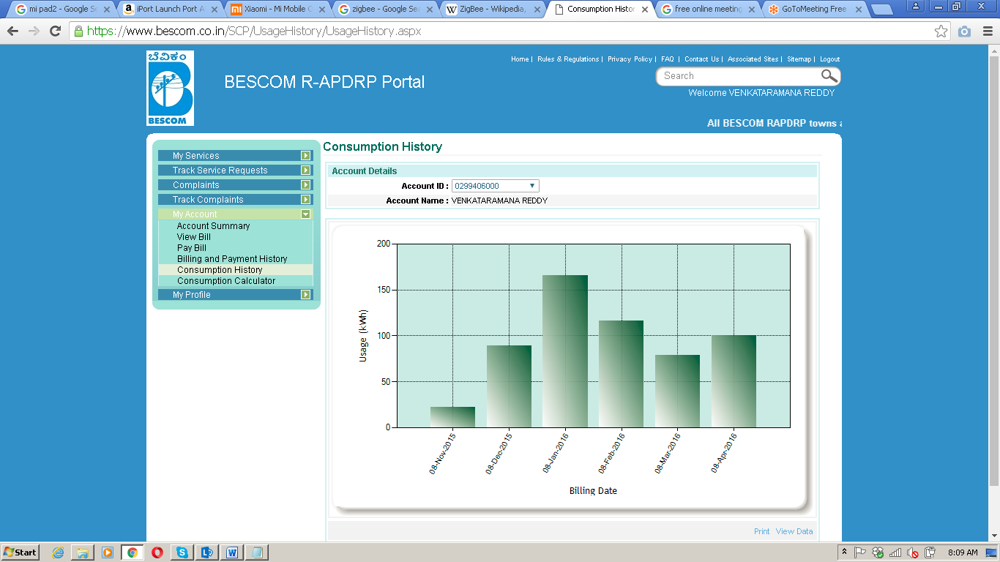 mi pad2 - Google Se
iPort Launch Port A
Xiaomi - Mi Mobile C
zigbee - Google Sea
ZigBee - Wikipedia,
Consumption Histor
free online meeting
GoToMeeting Free
https://www.bescom.co.in/SCP/UsageHistory/UsageHistory.aspx
ಬೆವಿಕಂ
BESCOM
BESCOM R-APDRP Portal
Home | Rules & Regulations | Privacy Policy | FAQ | Contact Us | Associated Sites | Sitemap | Logout
Search
Welcome VENKATARAMANA REDDY
All BESCOM RAPDRP towns a
My Services
Track Service Requests
Complaints
Track Complaints
My Account
Account Summary
View Bill
Pay Bill
Billing and Payment History
Consumption History
Consumption Calculator
My Profile
Consumption History
Account Details
Account ID : 0299406000
Account Name : VENKATARAMANA REDDY
200
150
100
50
0
Usage (kWh)
08-Nov-2015
08-Dec-2015
08-Jan-2016
08-Feb-2016
08-Mar-2016
08-Apr-2016
Billing Date
Print View Data
Start
8:09 AM